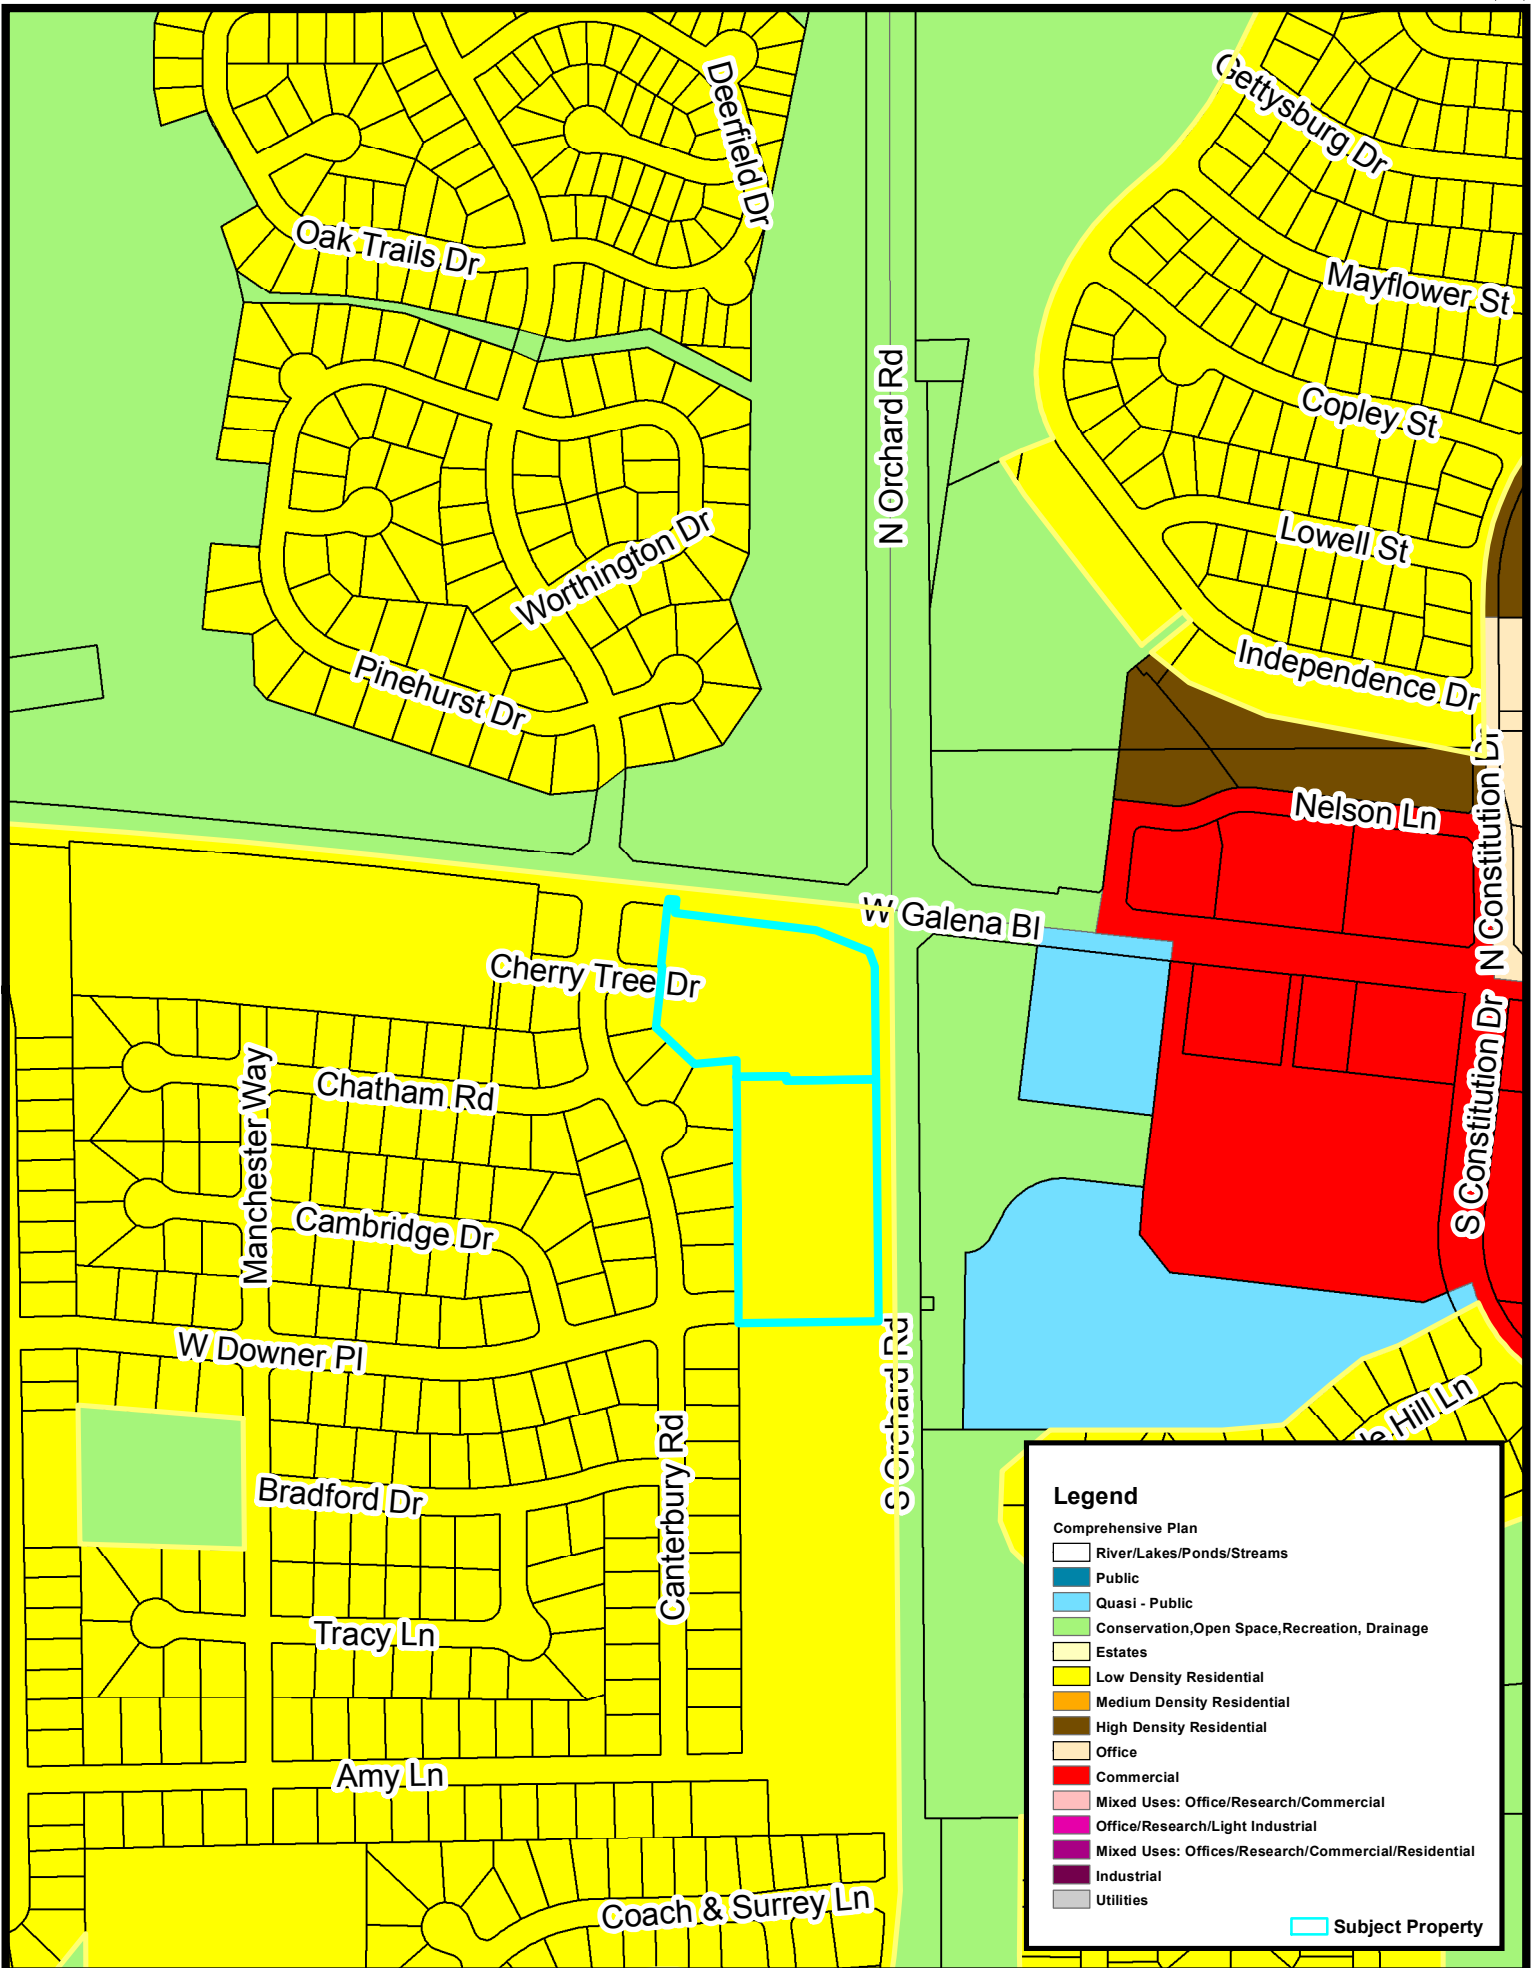 Deerfield Dr
Gettysburg Dr
Oak Trails Dr
Mayflower St
N Orchard Rd
Copley St
Worthington Dr
Lowell St
Pinehurst Dr
Independence Dr
Nelson Ln
N Constitution Dr
W Galena Bl
Cherry Tree Dr
Chatham Rd
Manchester Way
S Constitution Dr
Cambridge Dr
W Downer Pl
S Orchard Rd
Hill Ln
Canterbury Rd
Bradford Dr
Tracy Ln
Amy Ln
Coach & Surrey Ln
Legend
Comprehensive Plan
River/Lakes/Ponds/Streams
Public
Quasi - Public
Conservation,Open Space,Recreation, Drainage
Estates
Low Density Residential
Medium Density Residential
High Density Residential
Office
Commercial
Mixed Uses: Office/Research/Commercial
Office/Research/Light Industrial
Mixed Uses: Offices/Research/Commercial/Residential
Industrial
Utilities
Subject Property